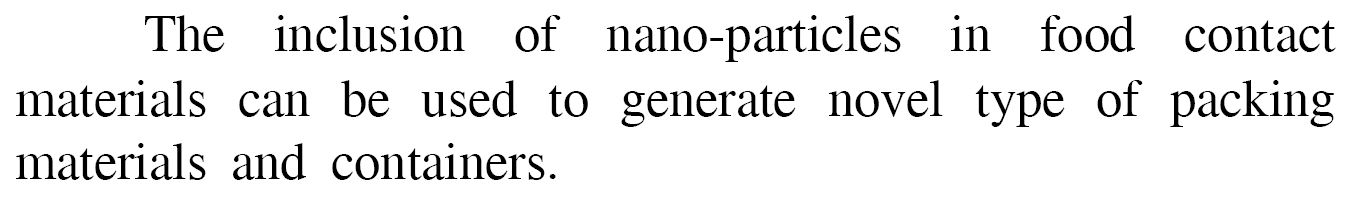 The inclusion of nano-particles in food contact
materials can be used to generate novel type of packing
materials and containers.